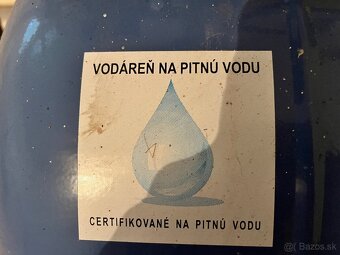 VODÁREŇ NA PITNÚ VODU
CERTIFIKOVANÉ NA PITNÚ VODU
Bazos.sk